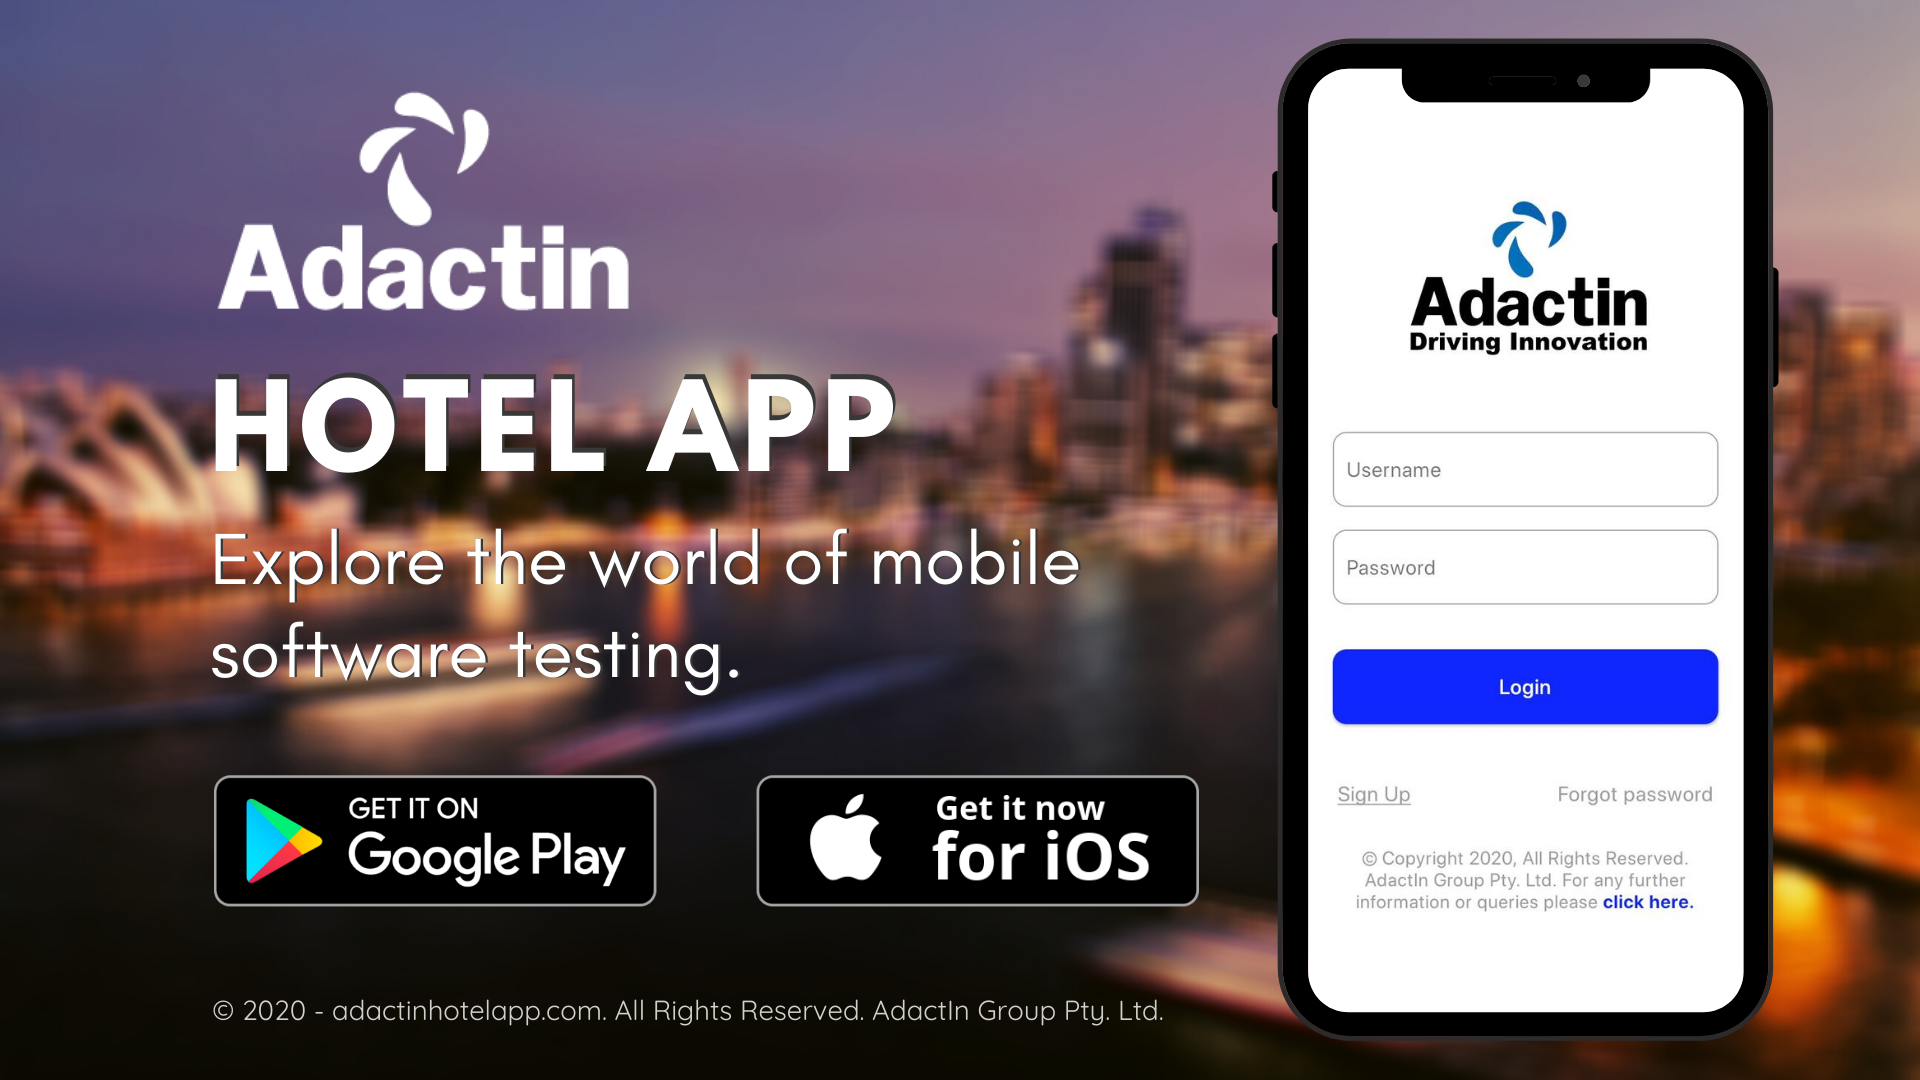 Adactin
HOTEL APP
Explore the world of mobile
software testing.
GET IT ON
Google Play
Get it now
for iOS
© 2020 - adactinhotelapp.com. All Rights Reserved. AdactIn Group Pty. Ltd.
Adactin
Driving Innovation
Username
Password
Login
Sign Up
Forgot password
© Copyright 2020, All Rights Reserved.
AdactIn Group Pty. Ltd. For any further
information or queries please click here.